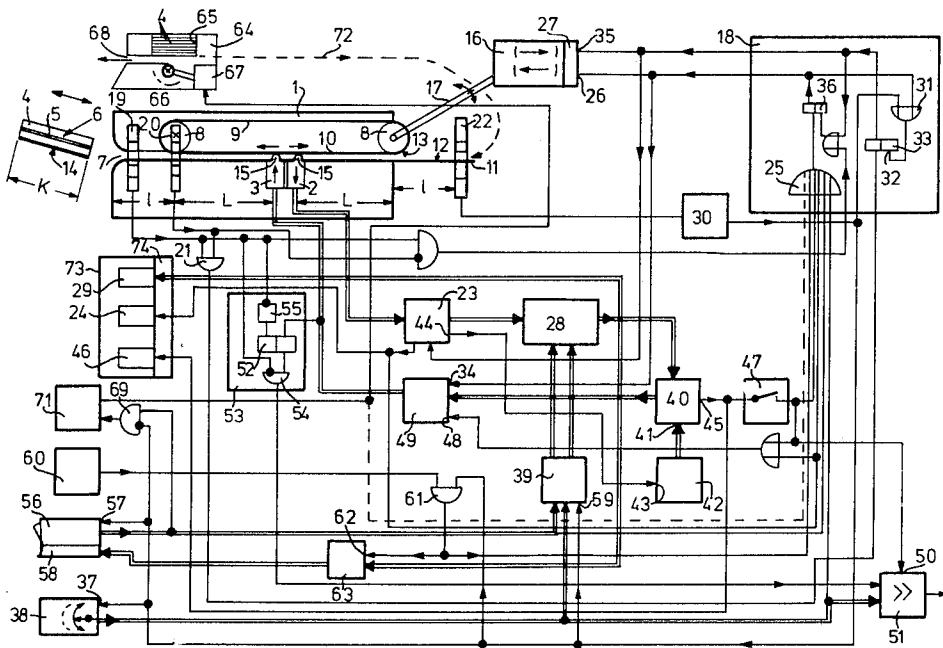 4 65 64 72 16 27 35 18
68
67 17 36 31
4 5 6 19 66 1 26
20 8 9 10 8 13 22 33
14 7 15 15 12 11 32
K 3 2 25
l L L l
30
21
73 74
29 55 23 28
24 44 47
52 34
46 53 54 40 45
71 69 49 48 41
60 39 43 42
61 59
56 57 62 50
58 63 >>
38 37 51